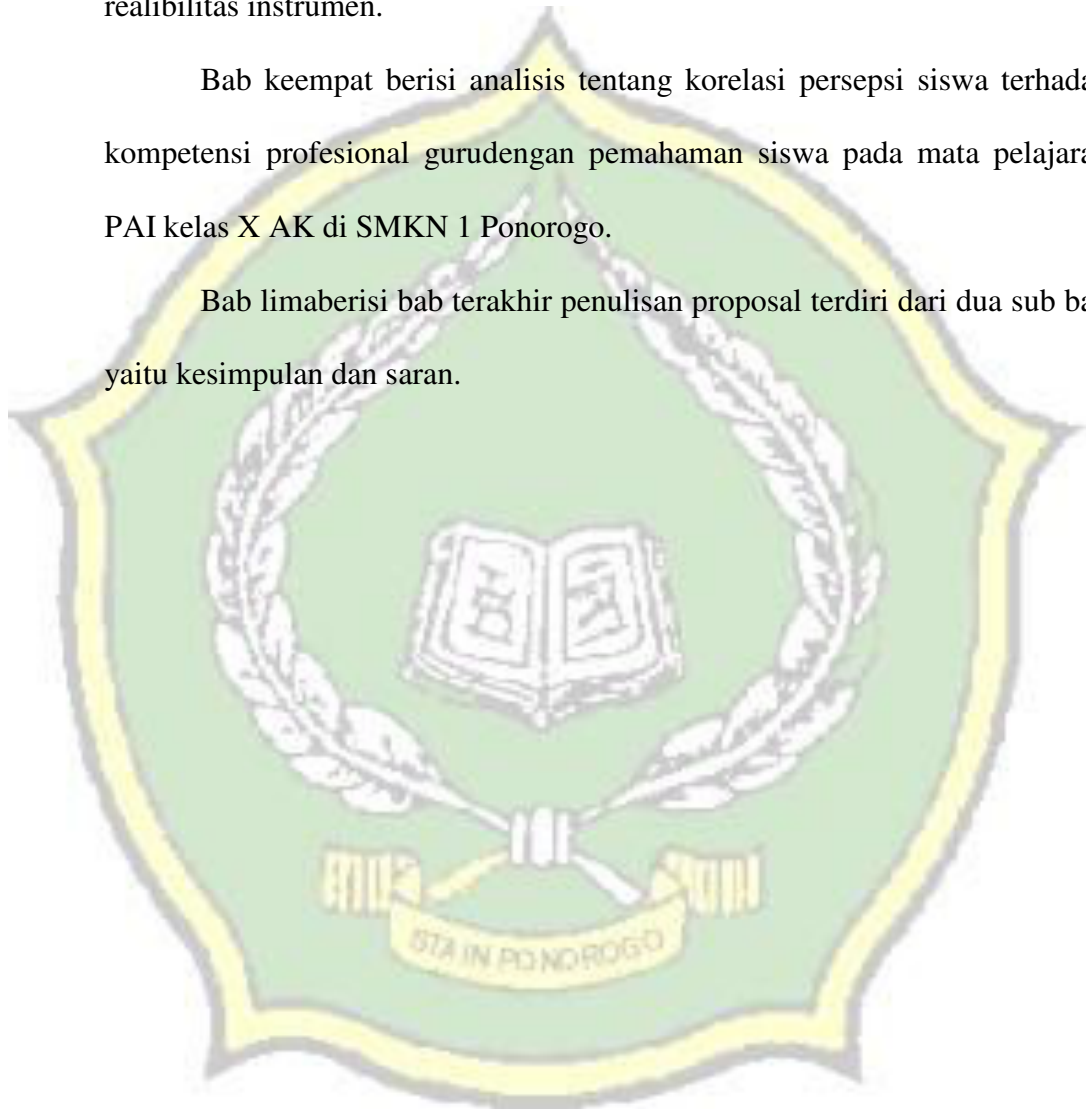 realibilitas instrumen.
Bab keempat berisi analisis tentang korelasi persepsi siswa terhada
kompetensi profesional gurudengan pemahaman siswa pada mata pelajara
PAI kelas X AK di SMKN 1 Ponorogo.
Bab limaberisi bab terakhir penulisan proposal terdiri dari dua sub ba
yaitu kesimpulan dan saran.
STAIN PONOROGO